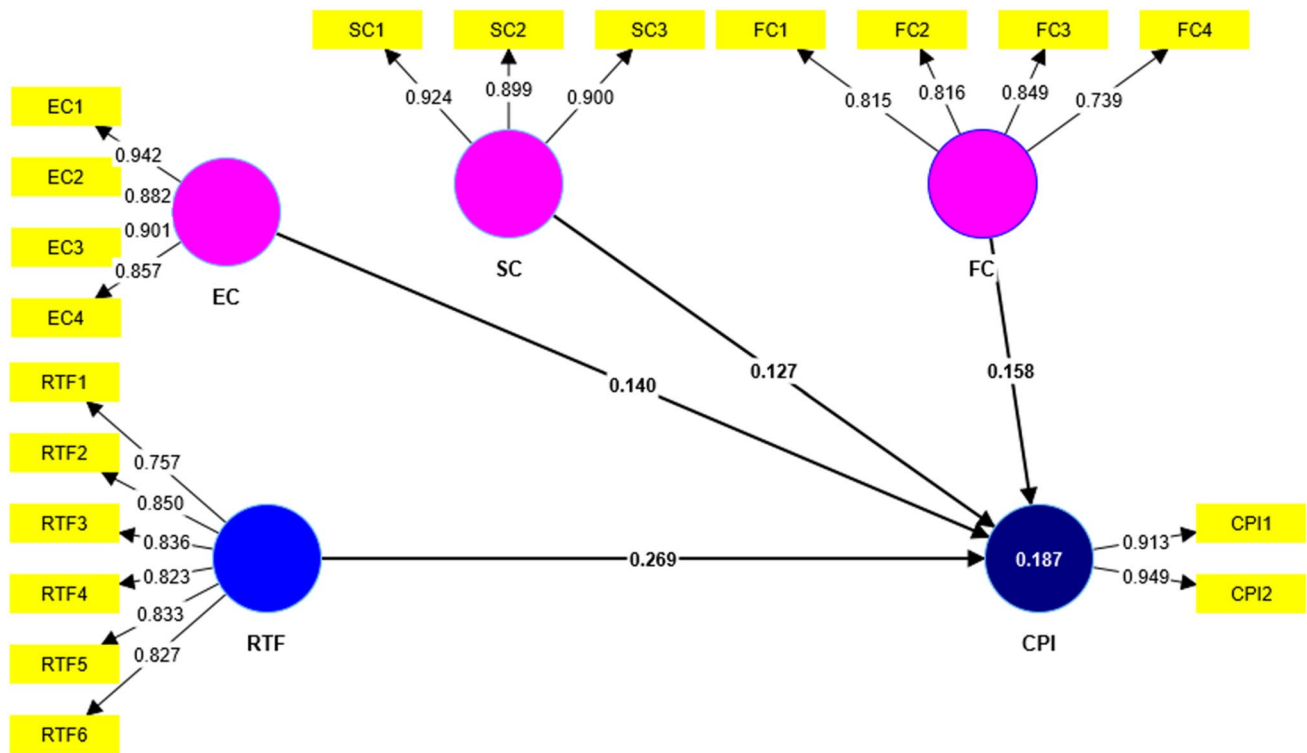 SC1
SC2
SC3
FC1
FC2
FC3
FC4
0.924
0.899
0.900
0.815
0.816
0.849
0.739
EC1
EC2
EC3
EC4
0.942
0.882
0.901
0.857
EC
SC
FC
0.140
0.127
0.158
RTF1
RTF2
RTF3
RTF4
RTF5
RTF6
0.757
0.850
0.836
0.823
0.833
0.827
RTF
0.269
0.187
CPI
0.913
0.949
CPI1
CPI2